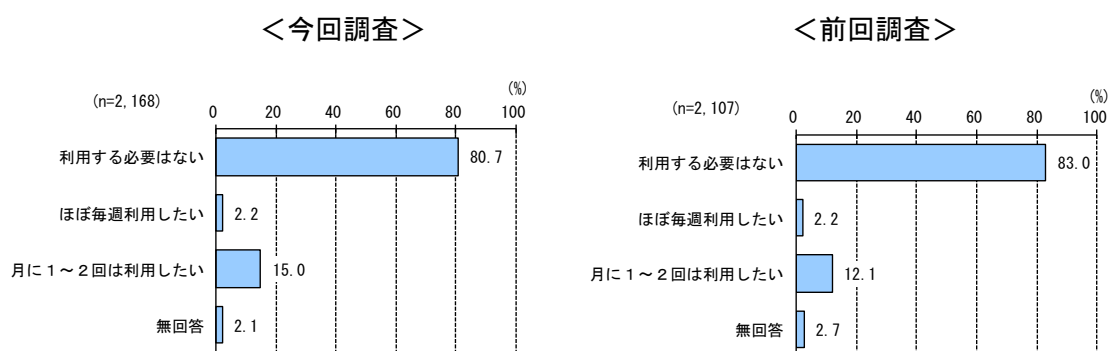 ＜今回調査＞
(%)
(n=2,168)
0 20 40 60 80 100
利用する必要はない 80.7
ほぼ毎週利用したい 2.2
月に１～２回は利用したい 15.0
無回答 2.1
＜前回調査＞
(%)
(n=2,107)
0 20 40 60 80 100
利用する必要はない 83.0
ほぼ毎週利用したい 2.2
月に１～２回は利用したい 12.1
無回答 2.7